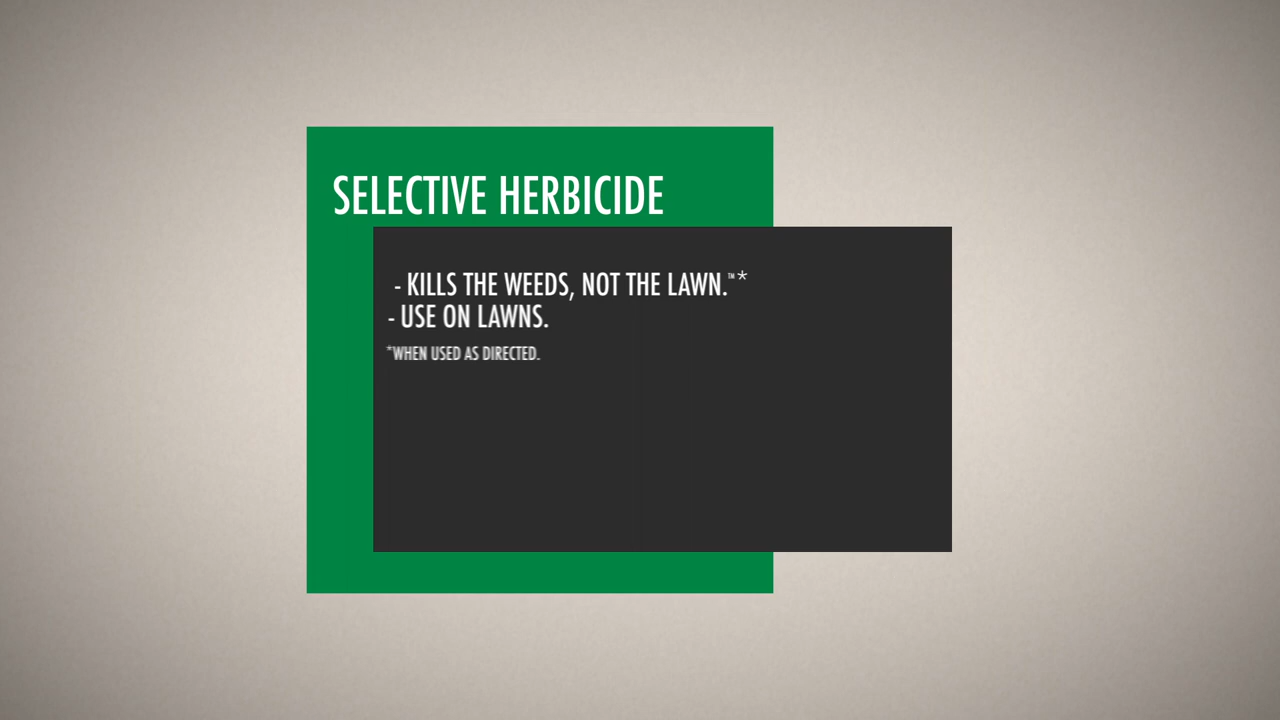 SELECTIVE HERBICIDE
- KILLS THE WEEDS, NOT THE LAWN.™*
- USE ON LAWNS.
*WHEN USED AS DIRECTED.